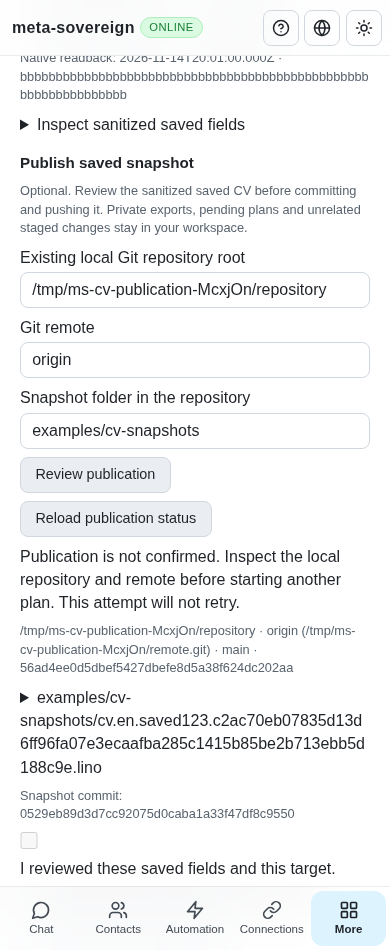 meta-sovereign ONLINE
Native readback: 2026-11-14T20:01:00.000Z ·
bbbbbbbbbbbbbbbbbbbbbbbbbbbbbbbbbbbbbbbbbbbbbbbbb
bbbbbbbbbbbbbbb
Inspect sanitized saved fields
Publish saved snapshot
Optional. Review the sanitized saved CV before committing
and pushing it. Private exports, pending plans and unrelated
staged changes stay in your workspace.
Existing local Git repository root
/tmp/ms-cv-publication-McxjOn/repository
Git remote
origin
Snapshot folder in the repository
examples/cv-snapshots
Review publication
Reload publication status
Publication is not confirmed. Inspect the local
repository and remote before starting another
plan. This attempt will not retry.
/tmp/ms-cv-publication-McxjOn/repository · origin (/tmp/ms-
cv-publication-McxjOn/remote.git) · main ·
56ad4ee0d5dbef5427dbefe8d5a38f624dc202aa
examples/cv-
snapshots/cv.en.saved123.c2ac70eb07835d13d
6ff96fa07e3ecaafba285c1415b85be2b713ebb5d
188c9e.lino
Snapshot commit:
0529eb89d3d7cc92075d0caba1a33f47df8c9550
I reviewed these saved fields and this target.
Chat Contacts Automation Connections More